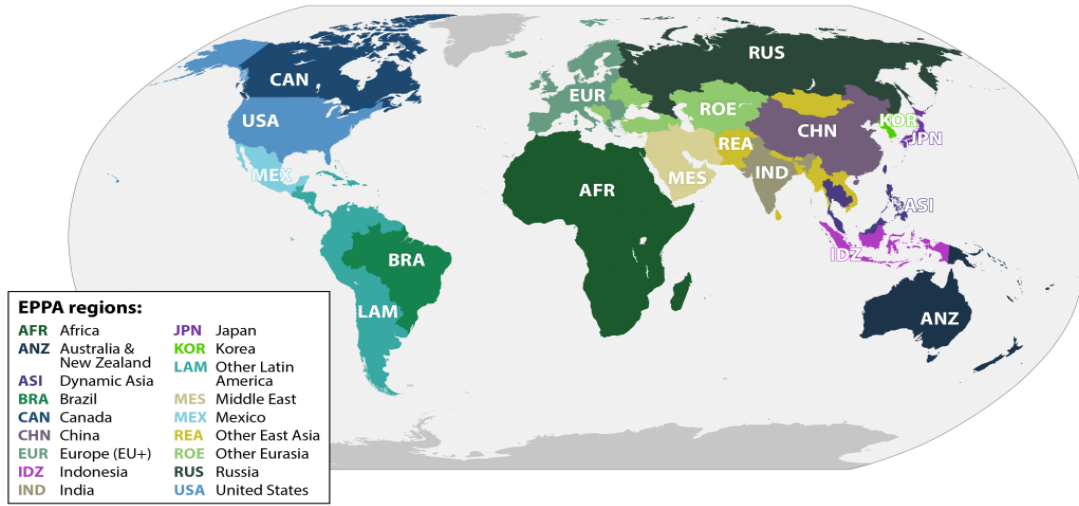 RUS
CAN
EUR
ROE
USA
KOR
CHN
JPN
REA
MEX
IND
MES
AFR
ASI
IDZ
BRA
LAM
ANZ
EPPA regions:
AFR Africa
ANZ Australia &
New Zealand
ASI Dynamic Asia
BRA Brazil
CAN Canada
CHN China
EUR Europe (EU+)
IDZ Indonesia
IND India
JPN Japan
KOR Korea
LAM Other Latin
America
MES Middle East
MEX Mexico
REA Other East Asia
ROE Other Eurasia
RUS Russia
USA United States